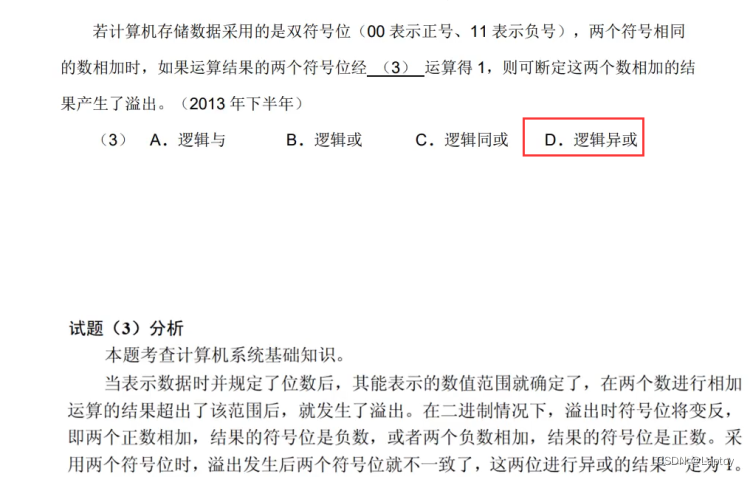 若计算机存储数据采用的是双符号位（00 表示正号、11 表示负号），两个符号相同
的数相加时，如果运算结果的两个符号位经 （3） 运算得 1，则可断定这两个数相加的结
果产生了溢出。（2013 年下半年）
（3） A．逻辑与 B．逻辑或 C．逻辑同或 D．逻辑异或
试题（3）分析
本题考查计算机系统基础知识。
当表示数据时并规定了位数后，其能表示的数值范围就确定了，在两个数进行相加
运算的结果超出了该范围后，就发生了溢出。在二进制情况下，溢出时符号位将变反，
即两个正数相加，结果的符号位是负数，或者两个负数相加，结果的符号位是正数。采
用两个符号位时，溢出发生后两个符号位就不一致了，这两位进行异或的结果一定为 1。